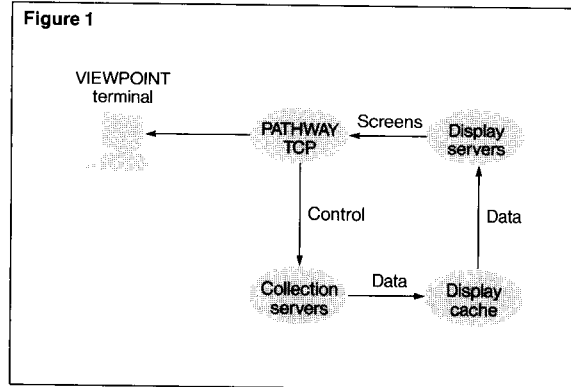 Figure 1
VIEWPOINT
terminal
PATHWAY
TCP
Screens
Display
servers
Control
Data
Collection
servers
Data
Display
cache